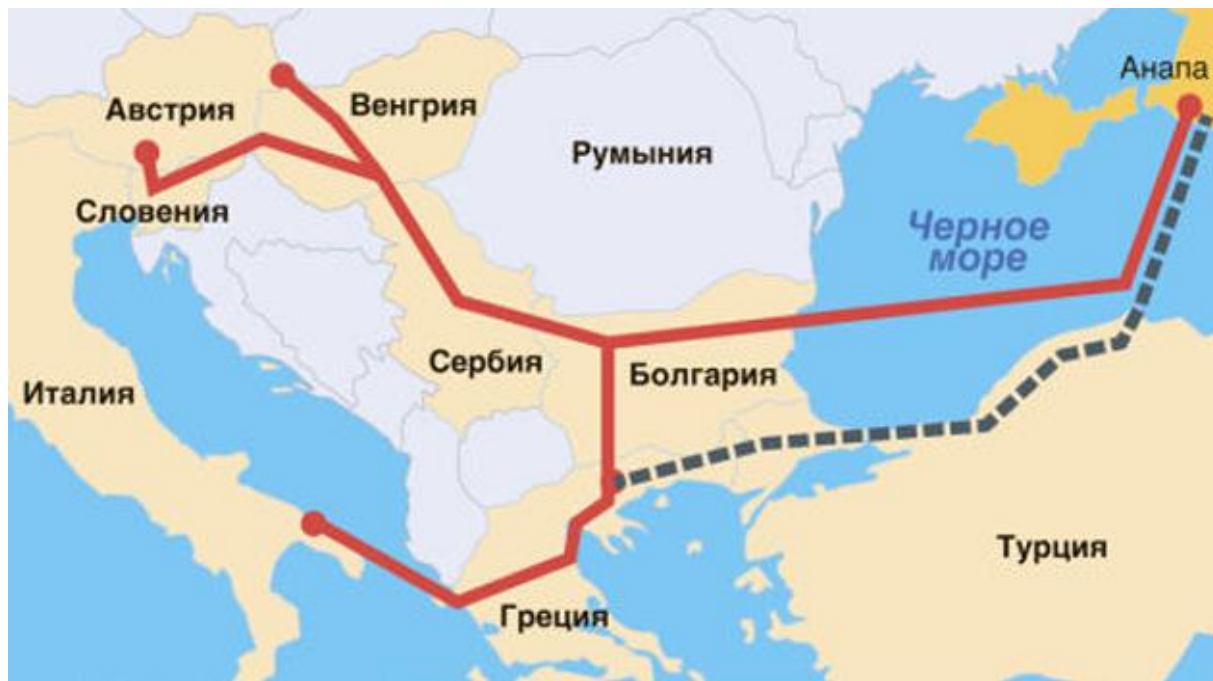 Анапа
Австрия
Венгрия
Румыния
Словения
Черное
море
Сербия
Болгария
Италия
Турция
Греция